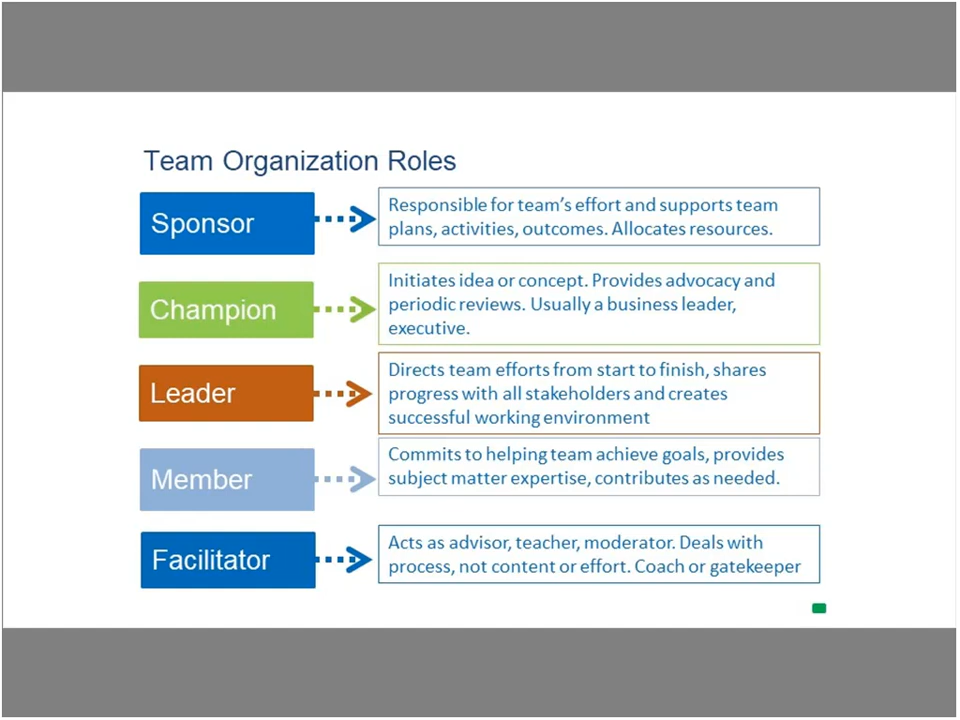 Team Organization Roles
Sponsor
Responsible for team’s effort and supports team
plans, activities, outcomes. Allocates resources.
Champion
Initiates idea or concept. Provides advocacy and
periodic reviews. Usually a business leader,
executive.
Leader
Directs team efforts from start to finish, shares
progress with all stakeholders and creates
successful working environment
Member
Commits to helping team achieve goals, provides
subject matter expertise, contributes as needed.
Facilitator
Acts as advisor, teacher, moderator. Deals with
process, not content or effort. Coach or gatekeeper